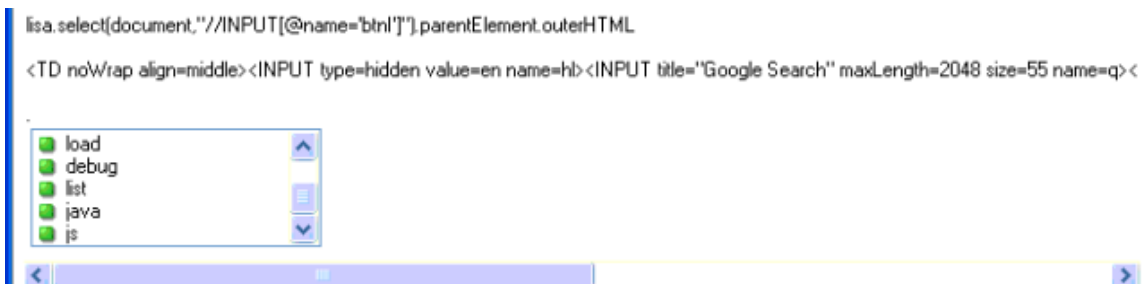 lisa.select(document,"//INPUT[@name='btnI']").parentElement.outerHTML
<TD noWrap align=middle><INPUT type=hidden value=en name=hl><INPUT title="Google Search" maxLength=2048 size=55 name=q><
.
load
debug
list
java
js